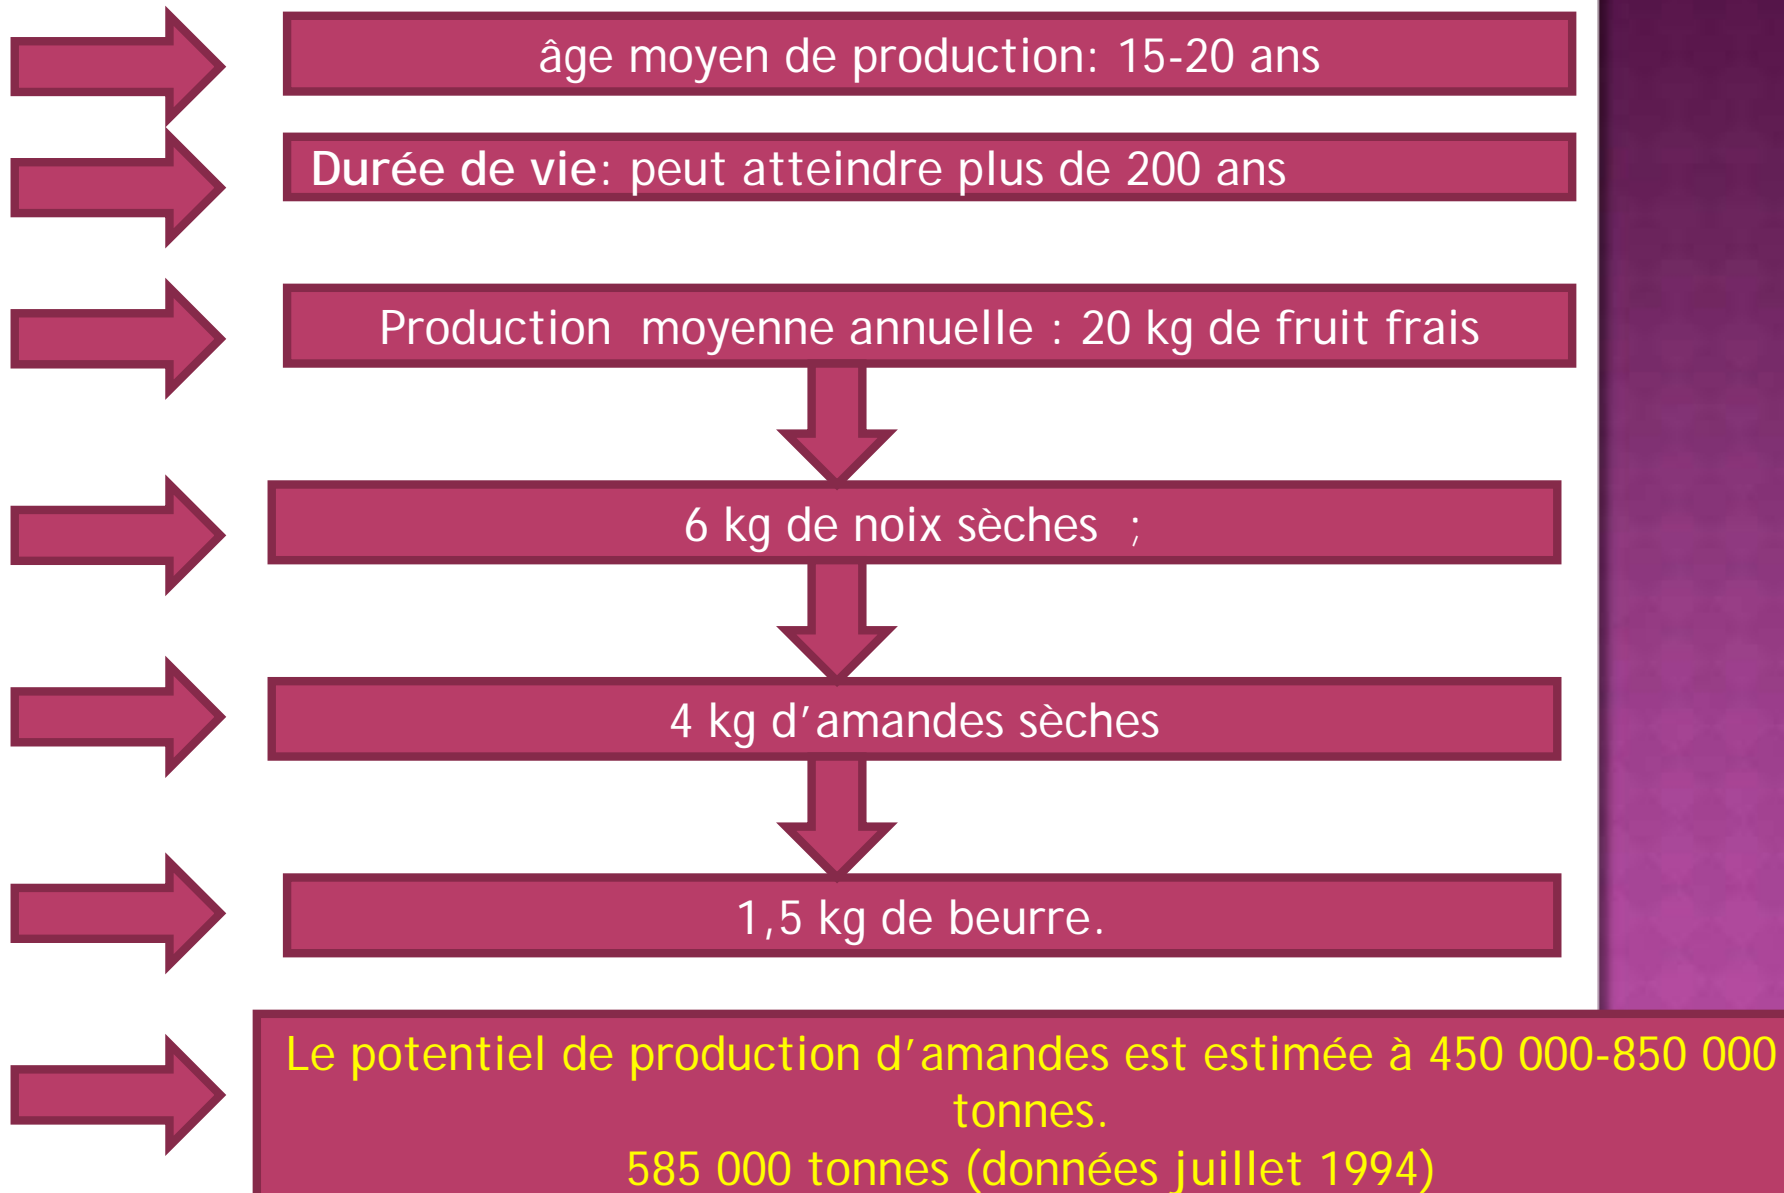 âge moyen de production: 15-20 ans
Durée de vie: peut atteindre plus de 200 ans
Production moyenne annuelle : 20 kg de fruit frais
6 kg de noix sèches ;
4 kg d’amandes sèches
1,5 kg de beurre.
Le potentiel de production d’amandes est estimée à 450 000-850 000
tonnes.
585 000 tonnes (données juillet 1994)